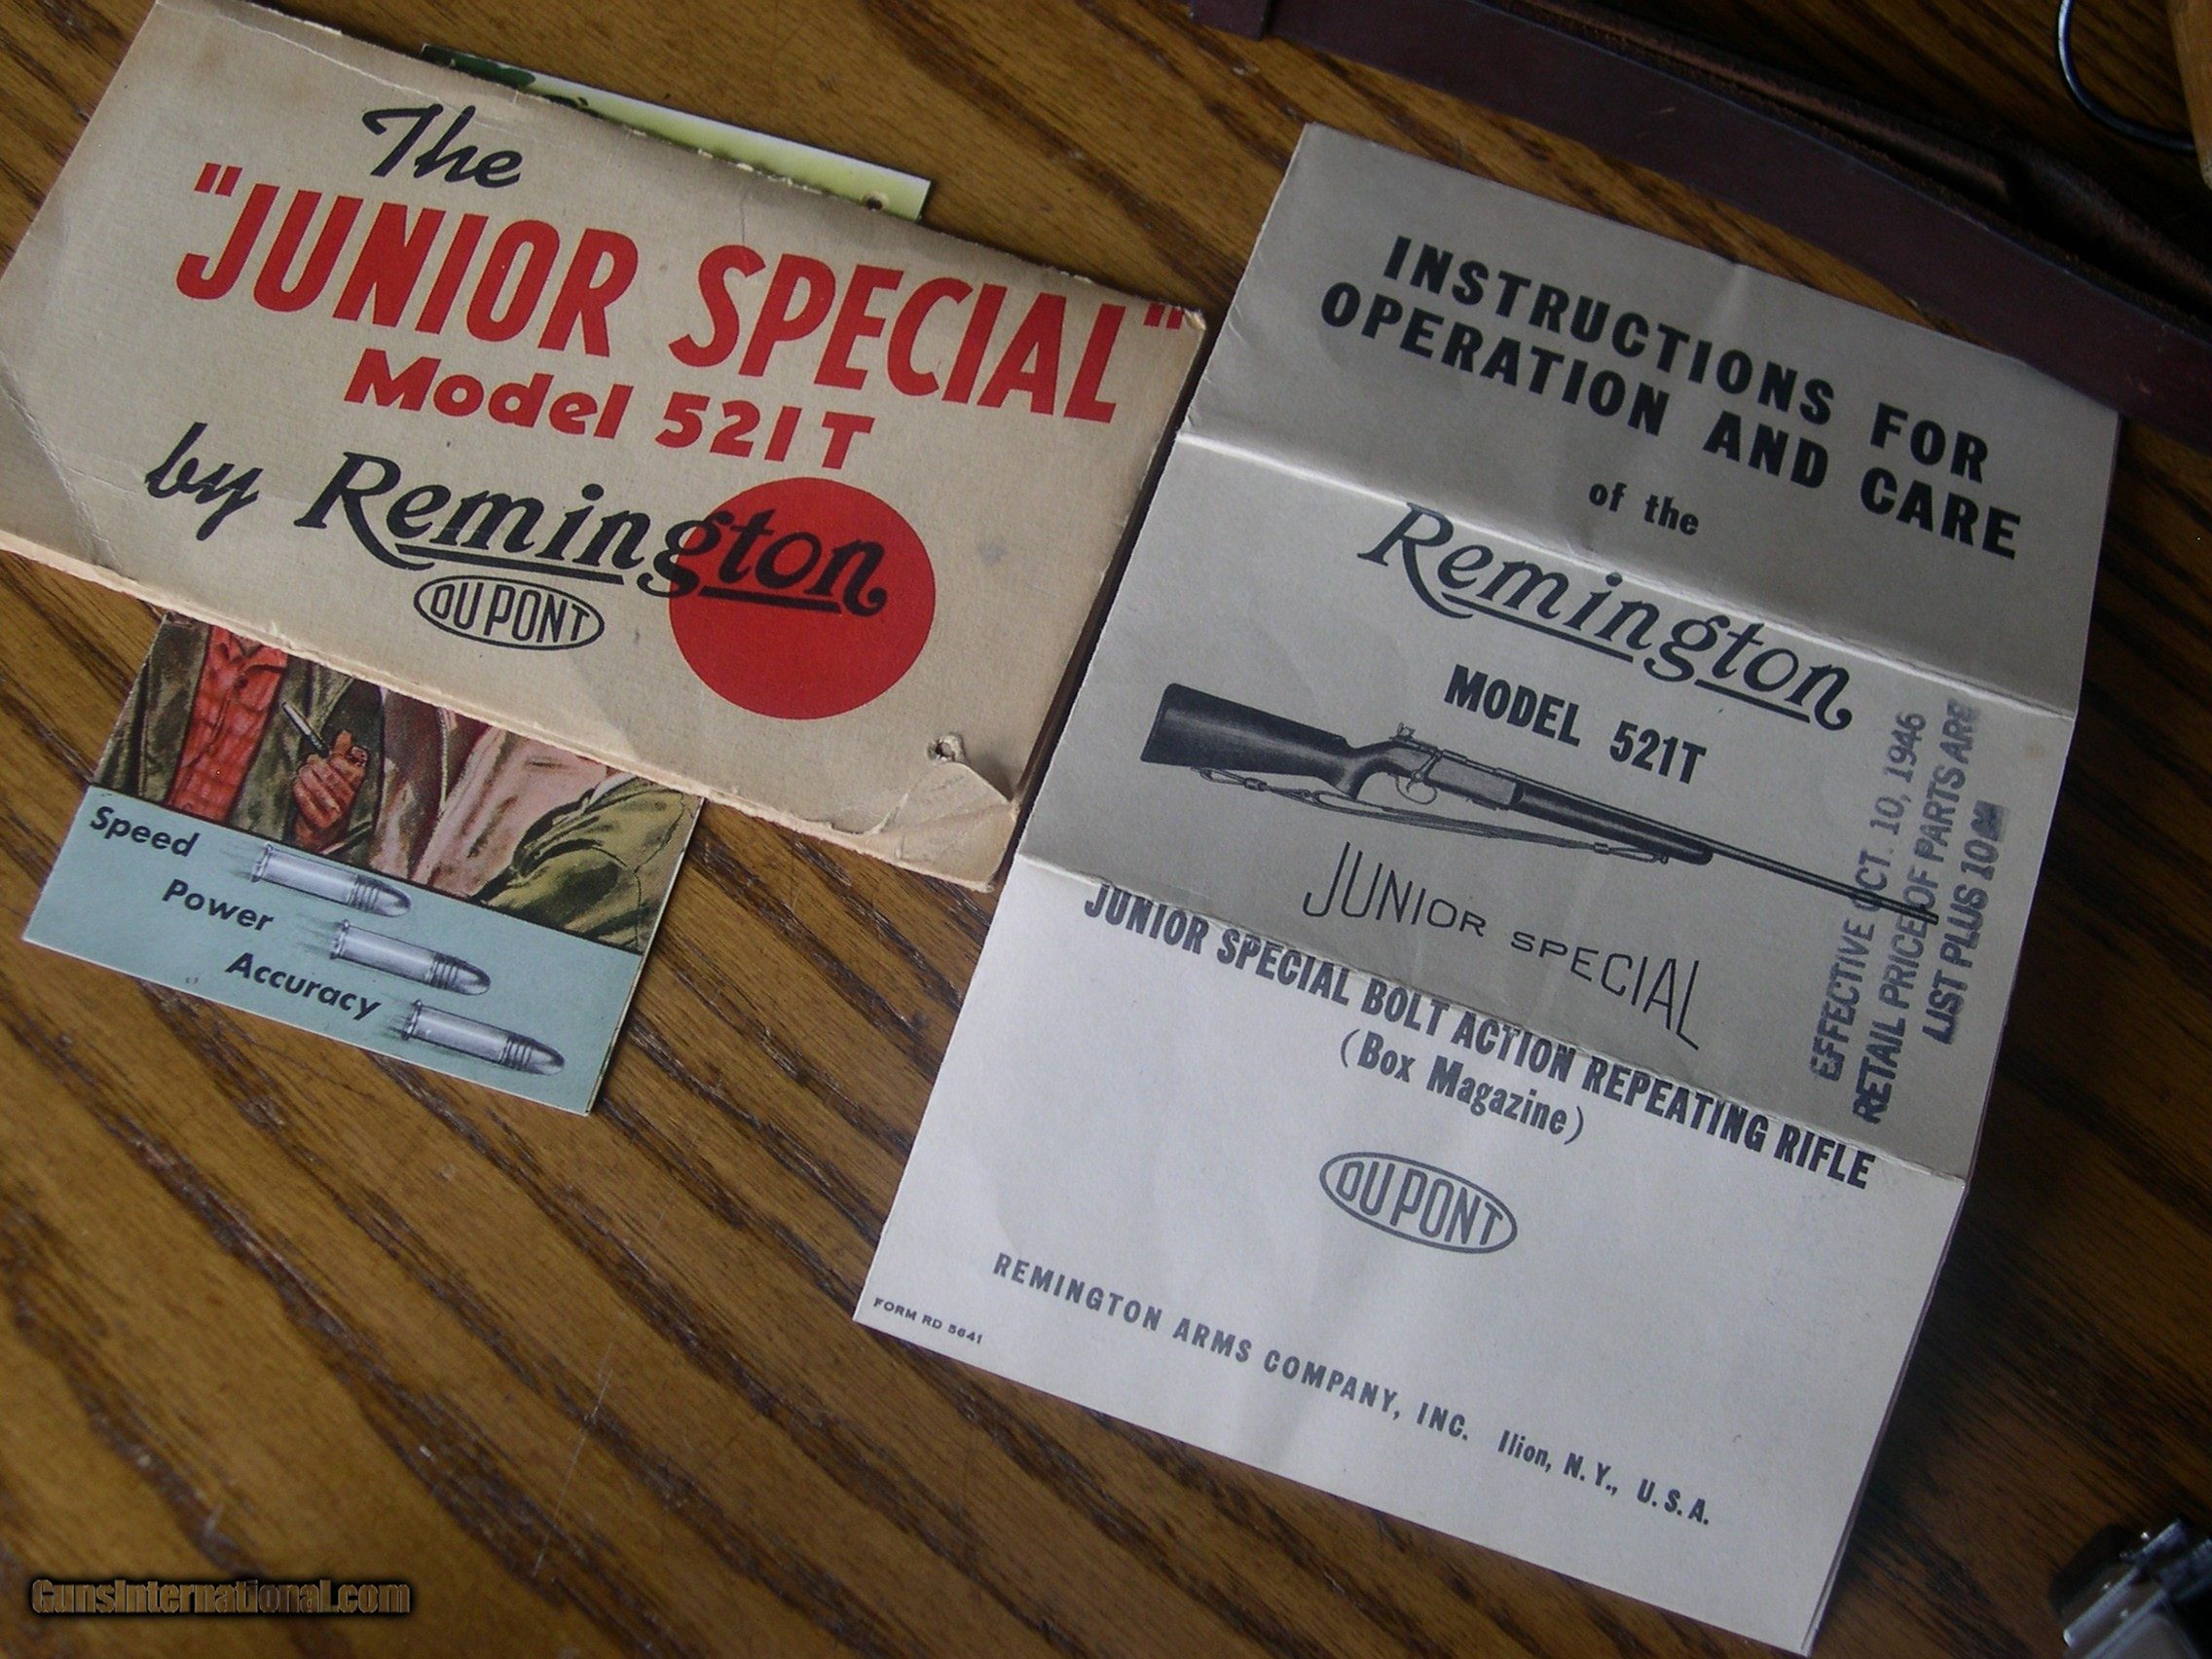 The
"JUNIOR SPECIAL"
Model 521T
by Remington
DU PONT
Speed
Power
Accuracy
INSTRUCTIONS FOR
OPERATION AND CARE
of the
Remington
MODEL 521T
JUNIOR SPECIAL
JUNIOR SPECIAL BOLT ACTION REPEATING RIFLE
(Box Magazine)
DU PONT
REMINGTON ARMS COMPANY, INC. Ilion, N. Y., U. S. A.
FORM RD 5641
EFFECTIVE OCT. 10, 1946
RETAIL PRICE OF PARTS ARE
LIST PLUS
GunsInternational.com